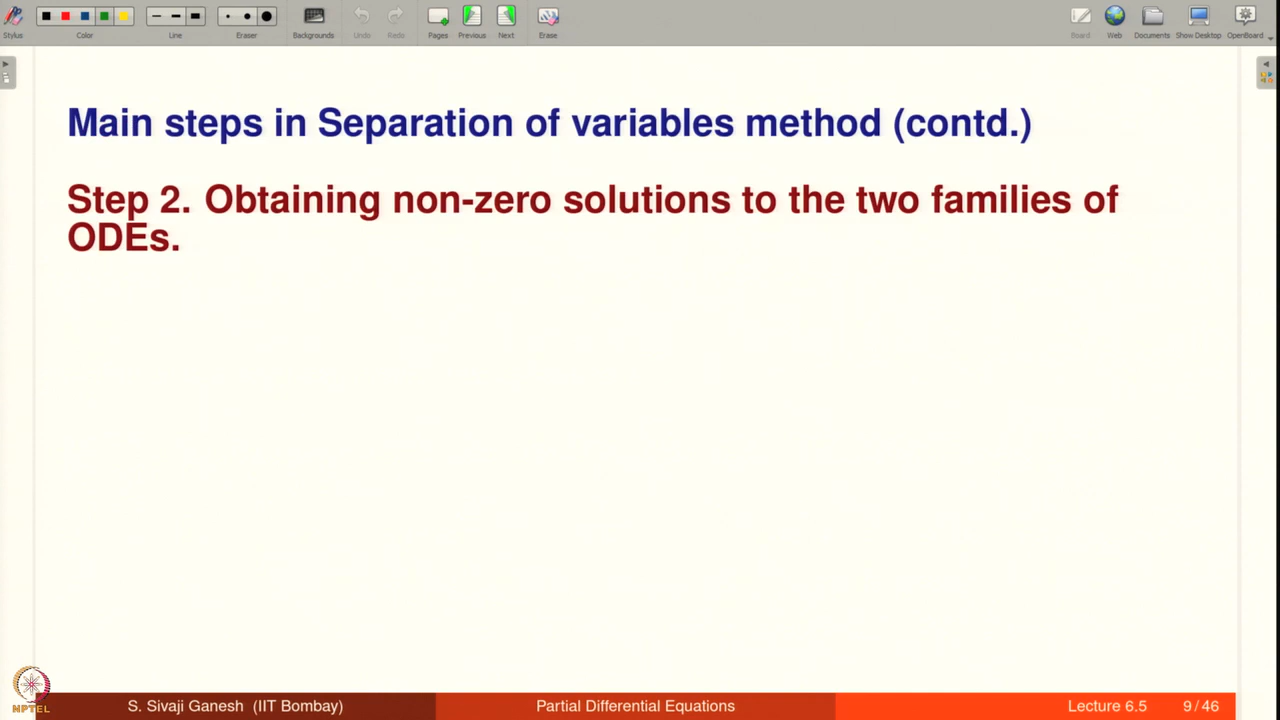 Stylus
Color
Line
Eraser
Backgrounds
Undo
Redo
Pages
Previous
Next
Erase
Board
Web
Documents
Show Desktop
OpenBoard
Main steps in Separation of variables method (contd.)
Step 2. Obtaining non-zero solutions to the two families of
ODEs.
NPTEL
S. Sivaji Ganesh (IIT Bombay)
Partial Differential Equations
Lecture 6.5
9 / 46